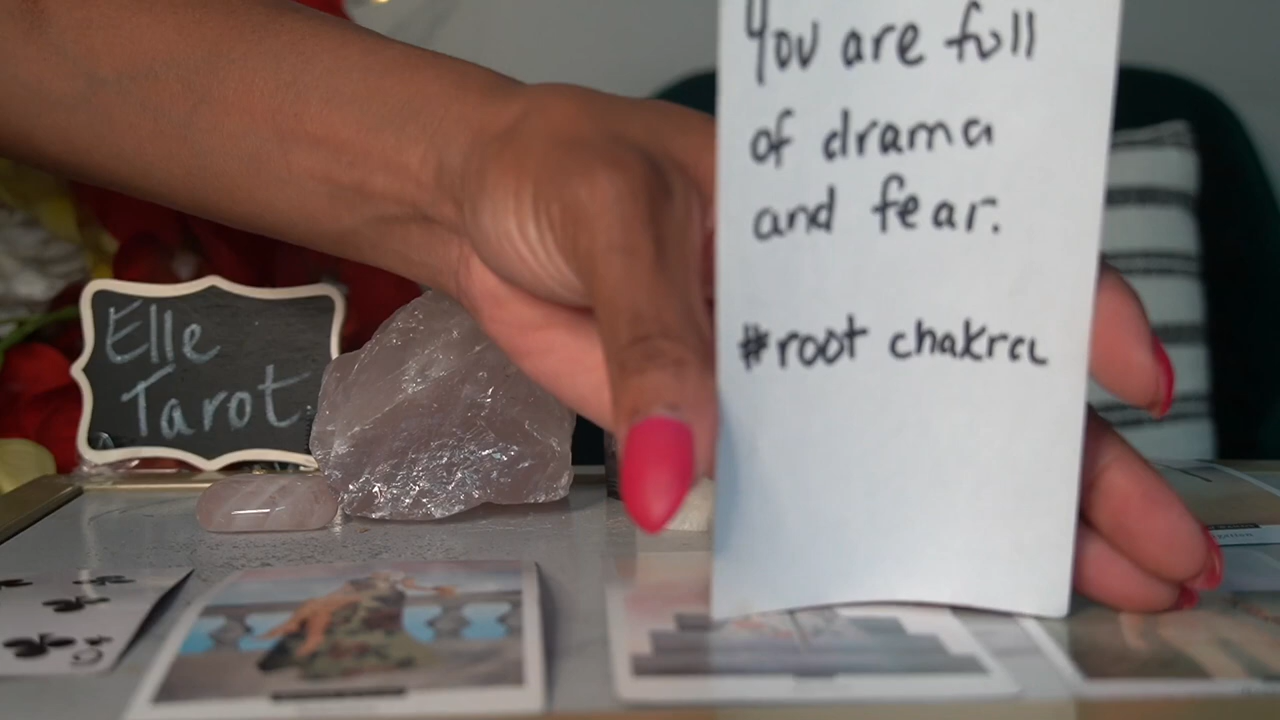 You are full
of drama
and fear.
#root chakra
Elle
Tarot